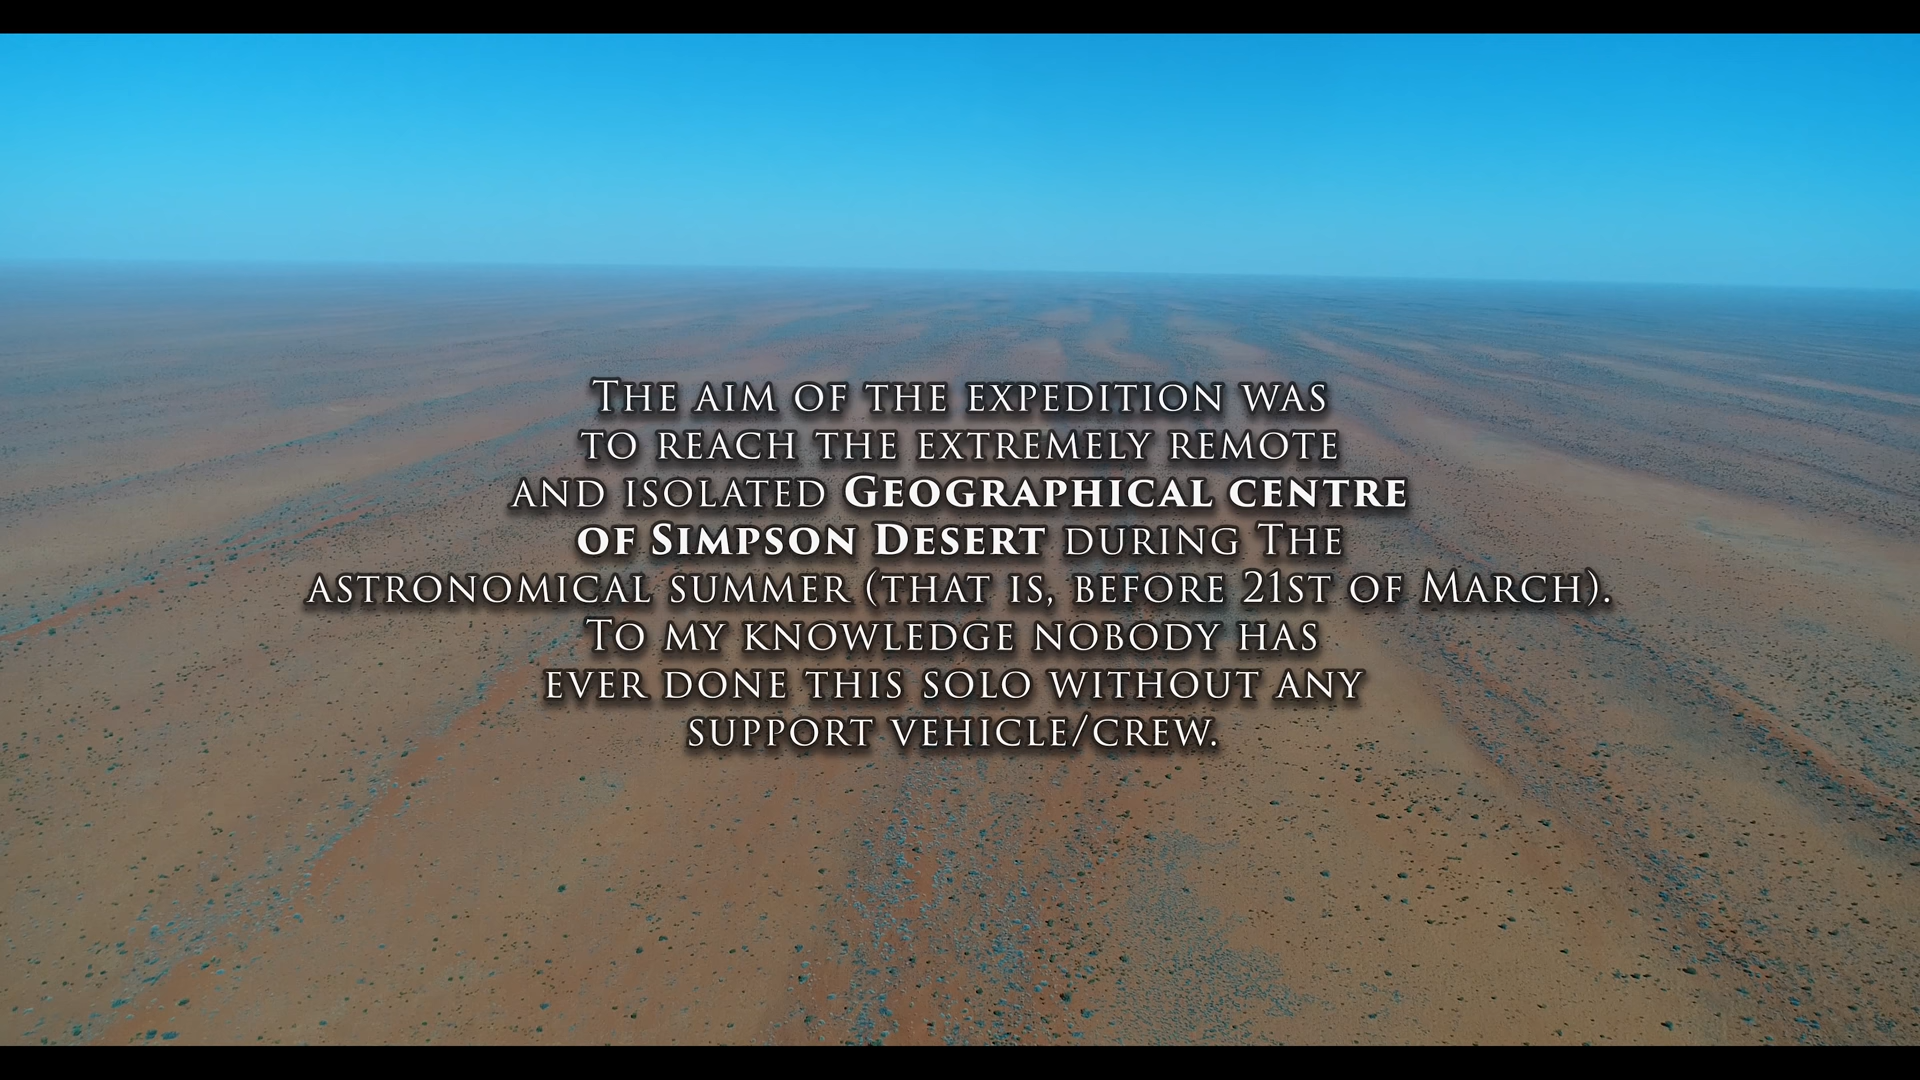 The aim of the expedition was
to reach the extremely remote
and isolated Geographical centre
of Simpson Desert during The
astronomical summer (that is, before 21st of March).
To my knowledge nobody has
ever done this solo without any
support vehicle/crew.